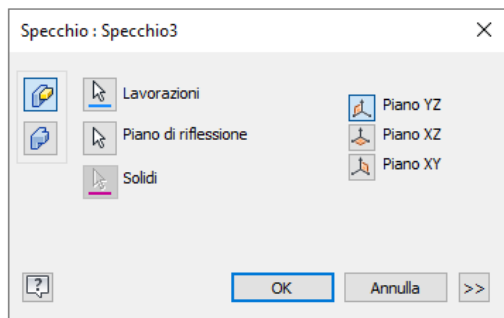 Specchio : Specchio3
Lavorazioni
Piano di riflessione
Solidi
Piano YZ
Piano XZ
Piano XY
?
OK
Annulla
>>